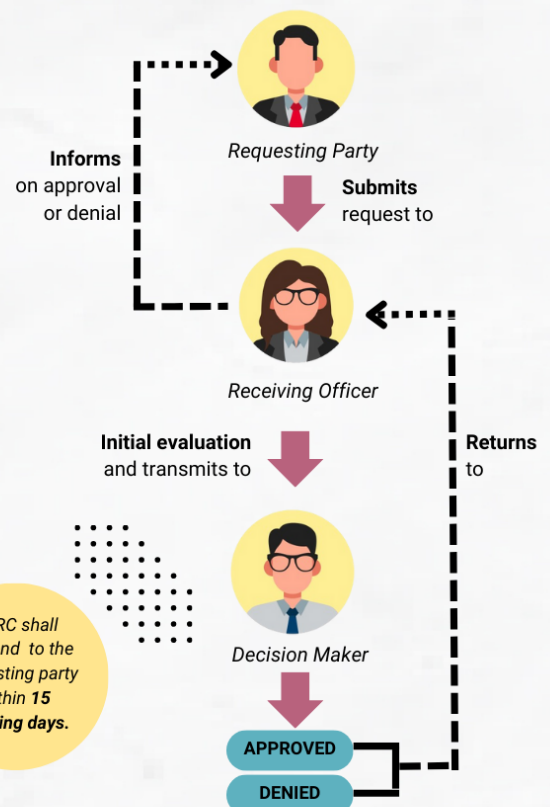 Requesting Party
Informs
on approval
or denial
Submits
request to
Receiving Officer
Initial evaluation
and transmits to
Returns
to
Decision Maker
RC shall
nd to the
sting party
thin 15
ing days.
APPROVED
DENIED